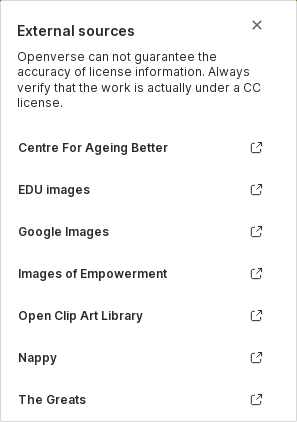 External sources
Openverse can not guarantee the
accuracy of license information. Always
verify that the work is actually under a CC
license.
Centre For Ageing Better
EDU images
Google Images
Images of Empowerment
Open Clip Art Library
Nappy
The Greats